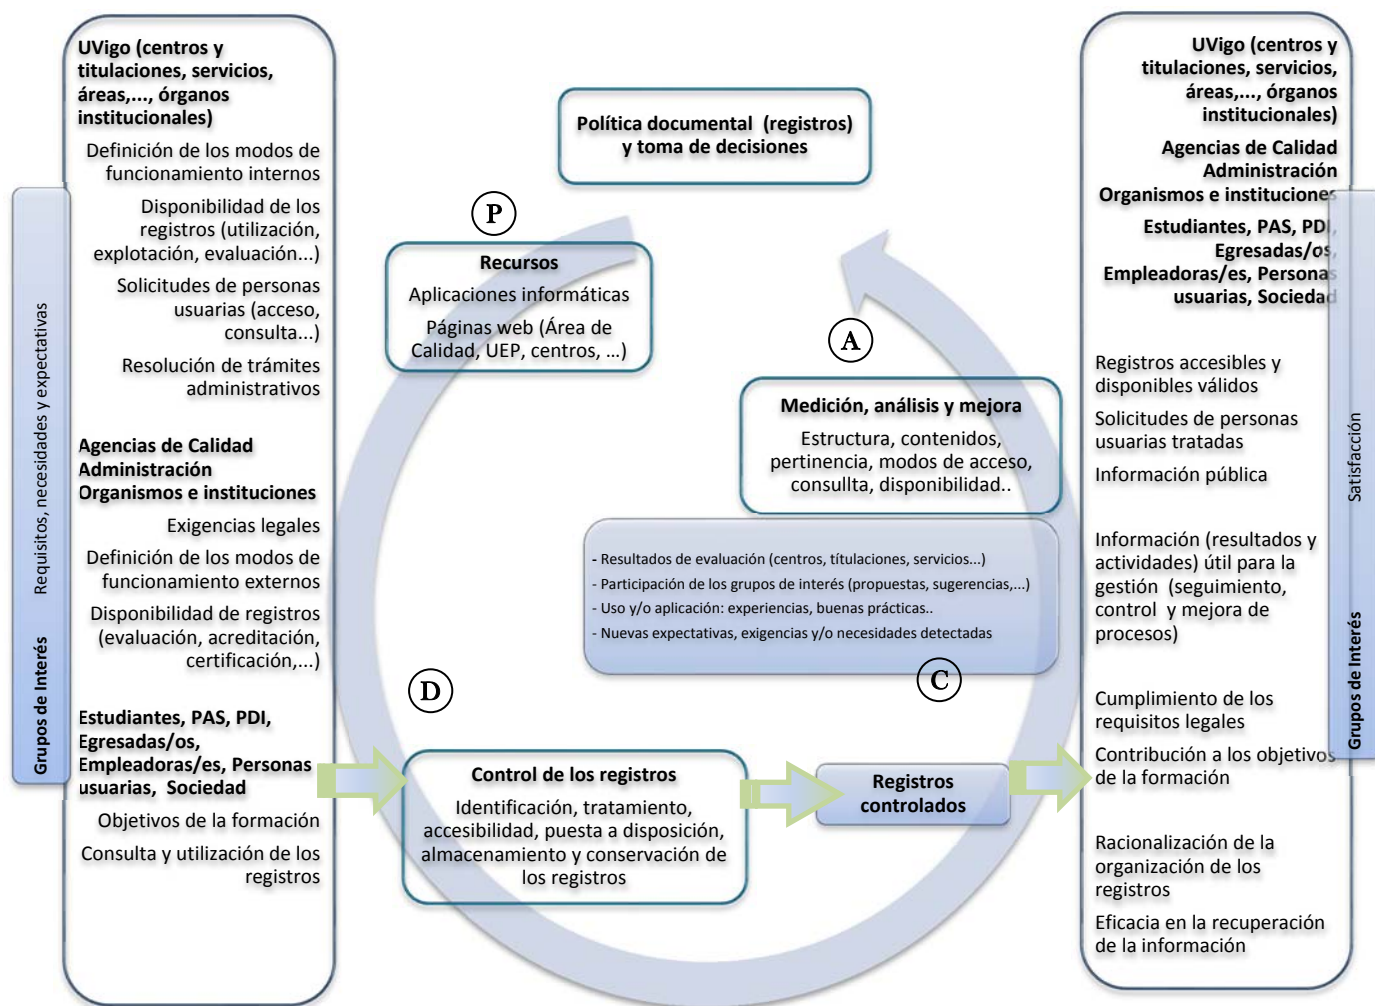 Requisitos, necesidades y expectativas
Grupos de Interés
UVigo (centros y
titulaciones, servicios,
áreas,..., órganos
institucionales)
Definición de los modos de
funcionamiento internos
Disponibilidad de los
registros (utilización,
explotación, evaluación...)
Solicitudes de personas
usuarias (acceso,
consulta...)
Resolución de trámites
administrativos
Agencias de Calidad
Administración
Organismos e instituciones
Exigencias legales
Definición de los modos de
funcionamiento externos
Disponibilidad de registros
(evaluación, acreditación,
certificación,...)
Estudiantes, PAS, PDI,
Egresadas/os,
Empleadoras/es, Personas
usuarias, Sociedad
Objetivos de la formación
Consulta y utilización de los
registros
Política documental (registros)
y toma de decisiones
P
Recursos
Aplicaciones informáticas
Páginas web (Área de
Calidad, UEP, centros, ...)
A
Medición, análisis y mejora
Estructura, contenidos,
pertinencia, modos de acceso,
consullta, disponibilidad..
- Resultados de evaluación (centros, títulaciones, servicios...)
- Participación de los grupos de interés (propuestas, sugerencias,...)
- Uso y/o aplicación: experiencias, buenas prácticas..
- Nuevas expectativas, exigencias y/o necesidades detectadas
D
C
Control de los registros
Identificación, tratamiento,
accesibilidad, puesta a disposición,
almacenamiento y conservación de
los registros
Registros
controlados
UVigo (centros y
titulaciones, servicios,
áreas,..., órganos
institucionales)
Agencias de Calidad
Administración
Organismos e instituciones
Estudiantes, PAS, PDI,
Egresadas/os,
Empleadoras/es, Personas
usuarias, Sociedad
Registros accesibles y
disponibles válidos
Solicitudes de personas
usuarias tratadas
Información pública
Información (resultados y
actividades) útil para la
gestión (seguimiento,
control y mejora de
procesos)
Cumplimiento de los
requisitos legales
Contribución a los objetivos
de la formación
Racionalización de la
organización de los
registros
Eficacia en la recuperación
de la información
Satisfacción
Grupos de Interés